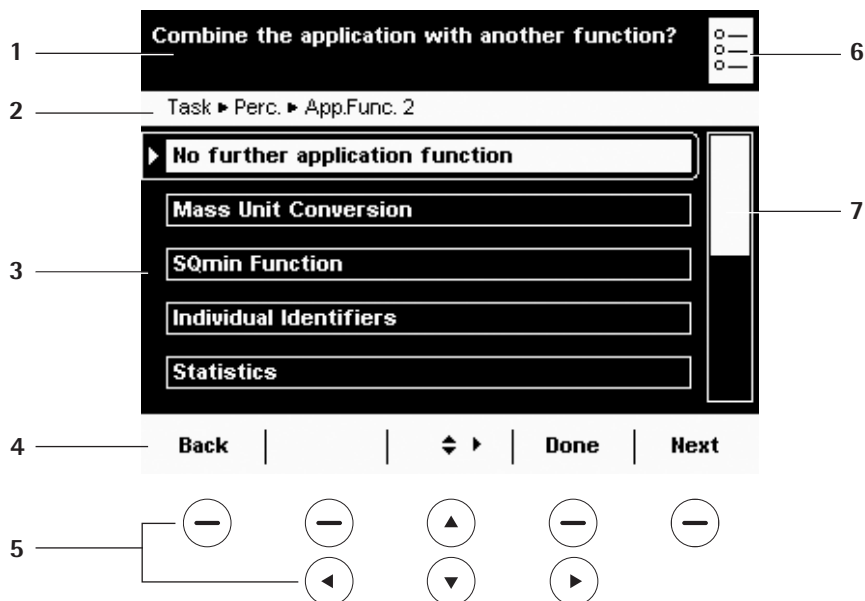 Combine the application with another function?
1
6
Task ▸ Perc. ▸ App.Func. 2
2
No further application function
Mass Unit Conversion
7
SQmin Function
3
Individual Identifiers
Statistics
4
Back Done Next
5